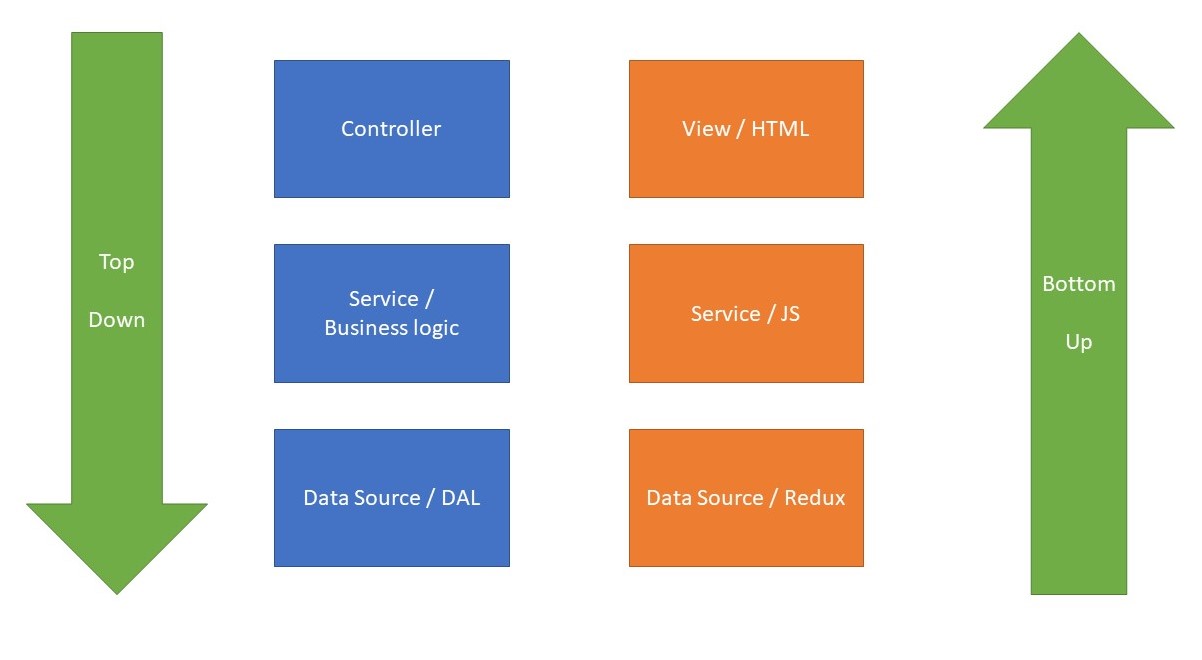 Top
Down
Controller
View / HTML
Service /
Business logic
Service / JS
Data Source / DAL
Data Source / Redux
Bottom
Up